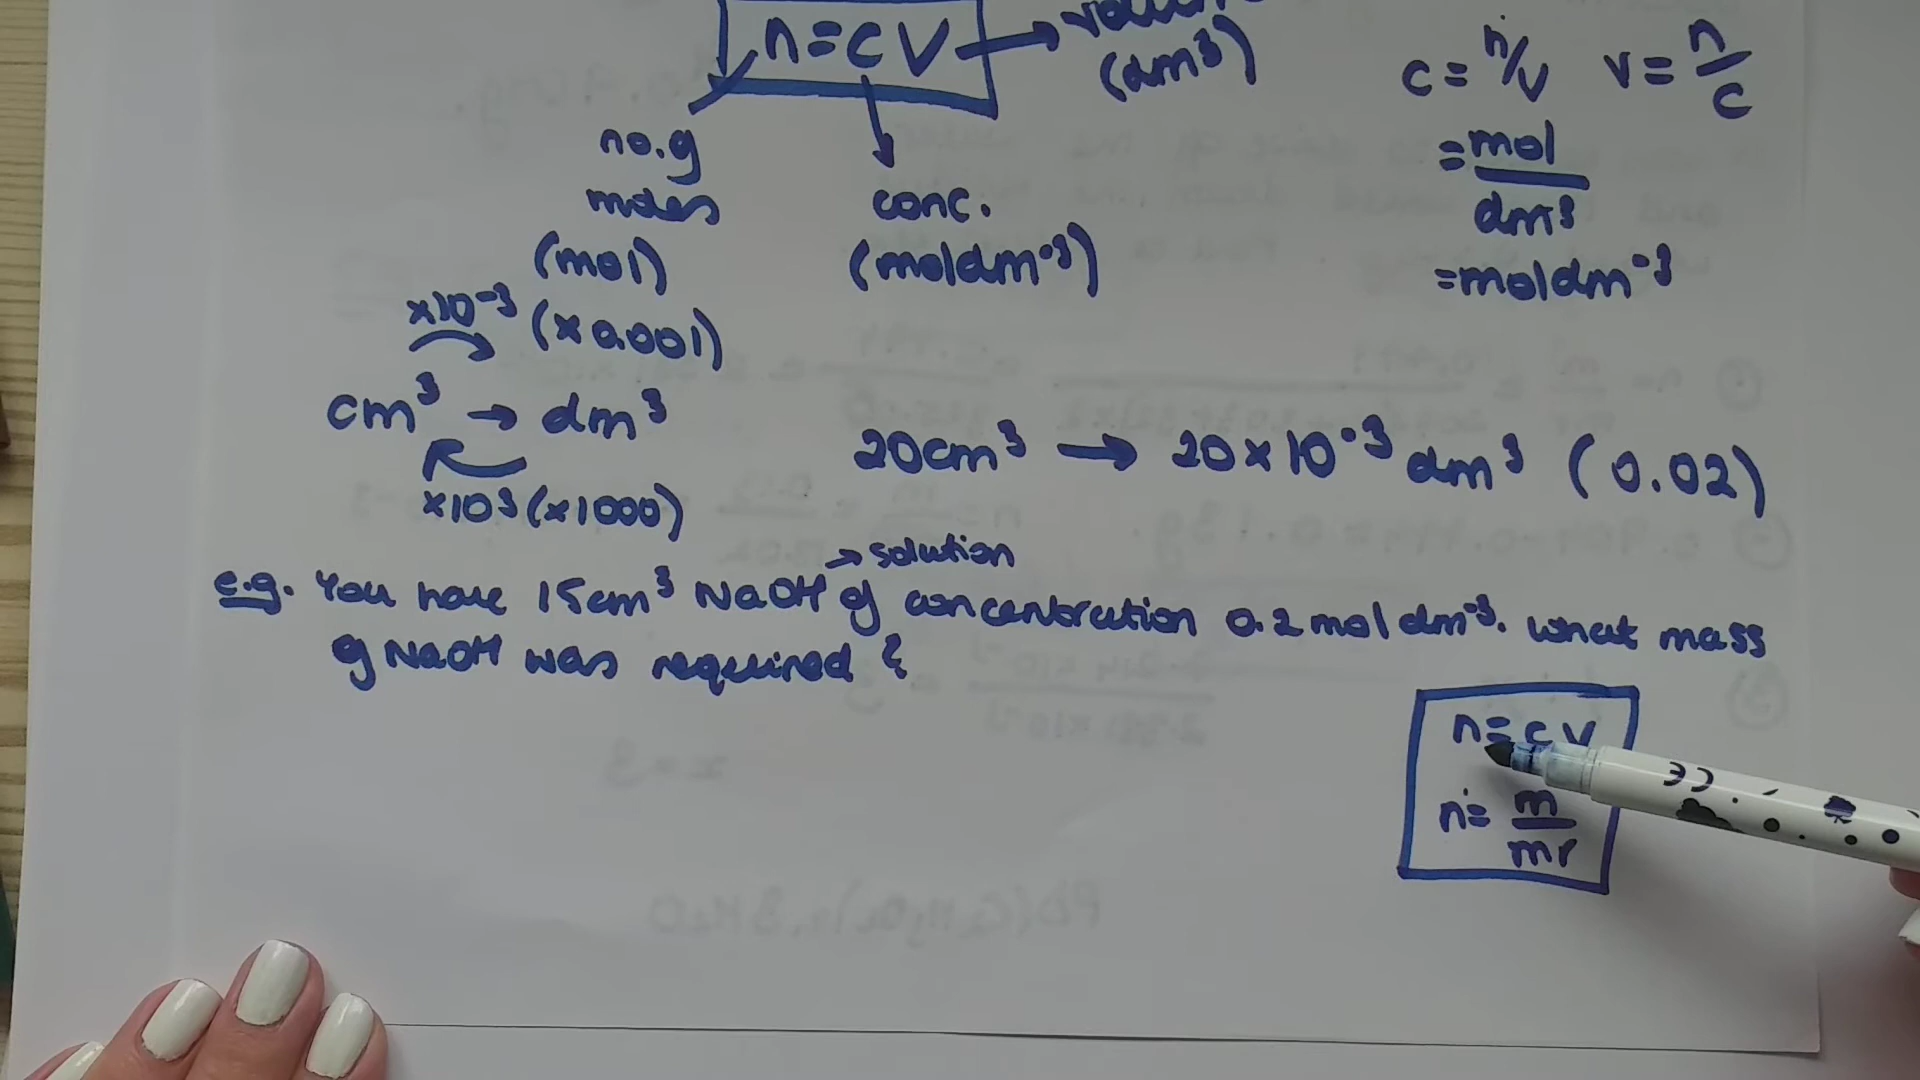 n=cV → volume
(dm³)
no. of
moles
(mol)
conc.
(moldm⁻³)
c = n/V V = n/c
= mol/dm³
= moldm⁻³
×10⁻³ (×0.001)
cm³ → dm³
×10³ (×1000)
20cm³ → 20×10⁻³ dm³ (0.02)
→ solution
e.g. You have 15cm³ NaOH of concentration 0.2 mol dm⁻³. What mass
of NaOH was required?
n = cV
n = m/mr